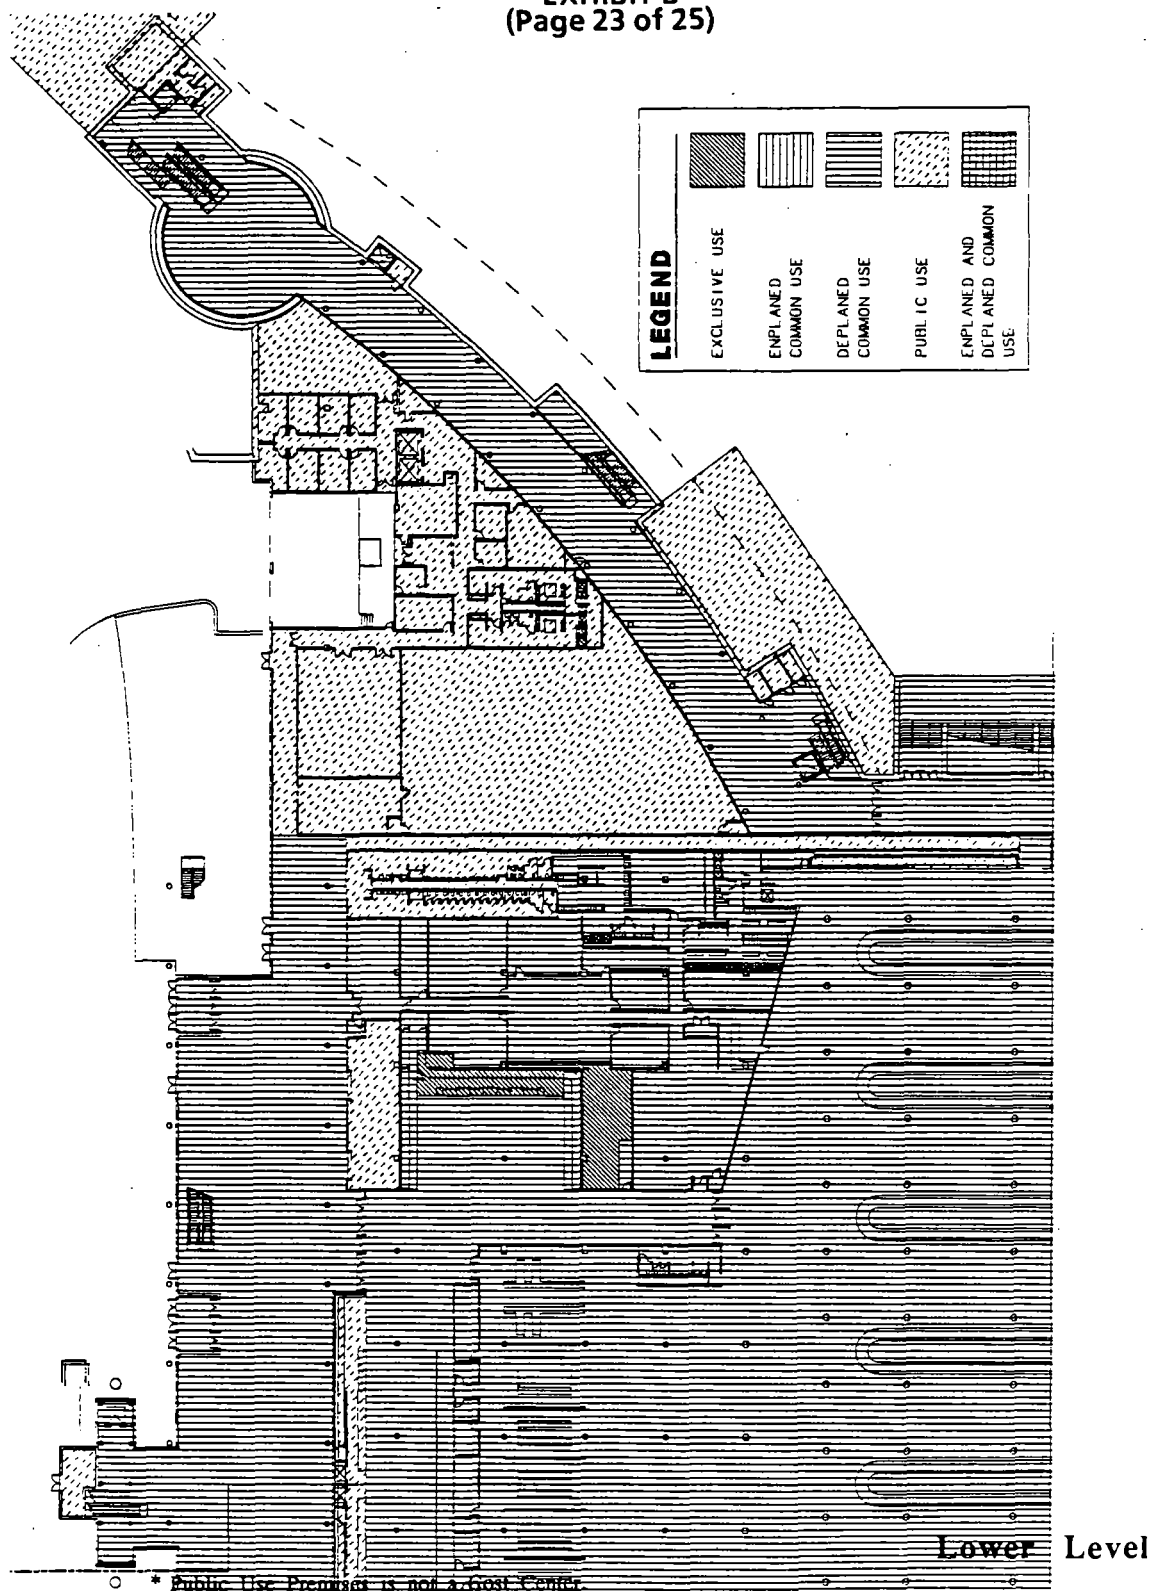 EXHIBIT B
(Page 23 of 25)
LEGEND
EXCLUSIVE USE
ENPLANED
COMMON USE
DEPLANED
COMMON USE
PUBLIC USE
ENPLANED AND
DEPLANED COMMON
USE
Lower Level
* Public Use Premises is not a Cost Center.